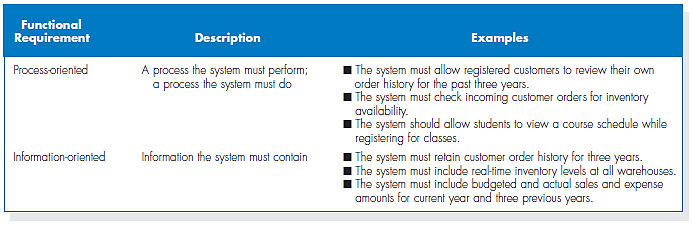 Functional
Requirement Description Examples
Process-oriented A process the system must perform; ■ The system must allow registered customers to review their own
a process the system must do order history for the past three years.
■ The system must check incoming customer orders for inventory
availability.
■ The system should allow students to view a course schedule while
registering for classes.
Information-oriented Information the system must contain ■ The system must retain customer order history for three years.
■ The system must include real-time inventory levels at all warehouses.
■ The system must include budgeted and actual sales and expense
amounts for current year and three previous years.